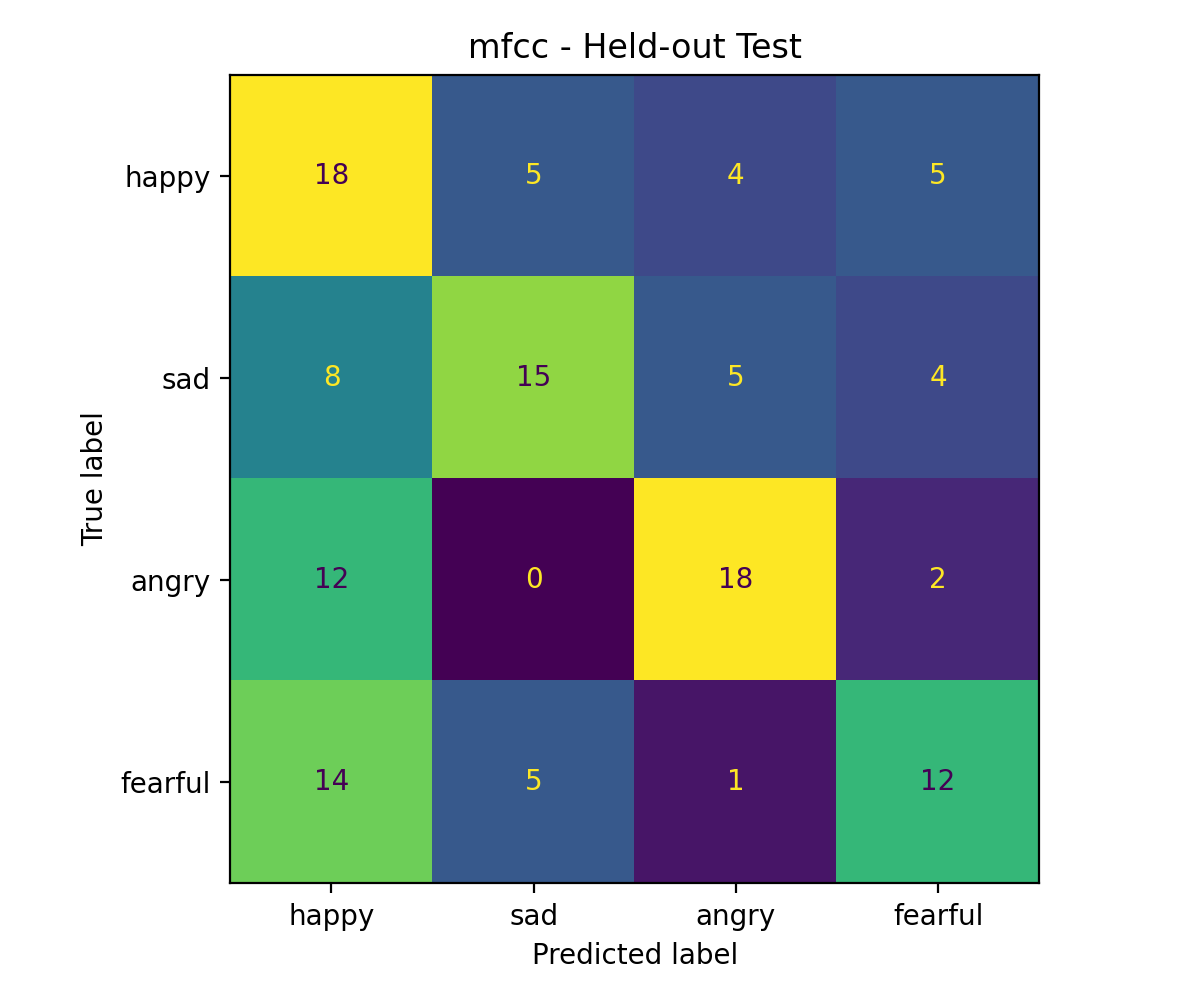 mfcc - Held-out Test
happy 18 5 4 5
sad 8 15 5 4
angry 12 0 18 2
fearful 14 5 1 12
happy sad angry fearful
Predicted label
True label